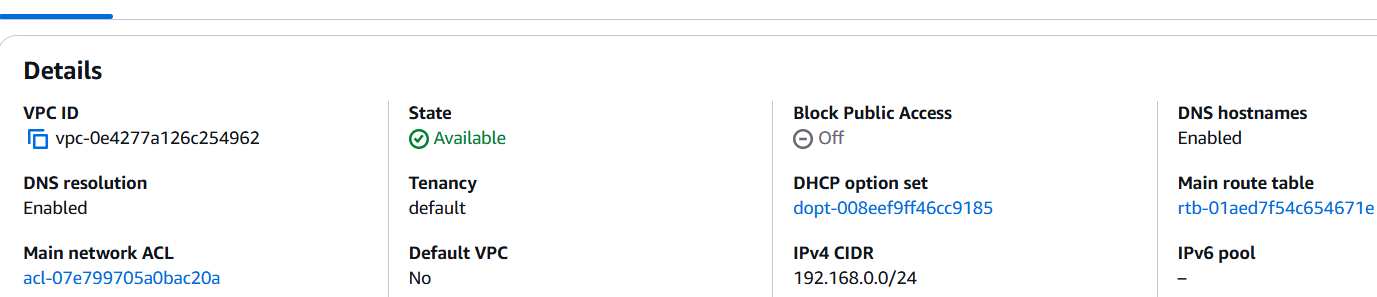 Details
VPC ID State Block Public Access DNS hostnames
vpc-0e4277a126c254962 Available Off Enabled
DNS resolution Tenancy DHCP option set Main route table
Enabled default dopt-008eef9ff46cc9185 rtb-01aed7f54c654671e
Main network ACL Default VPC IPv4 CIDR IPv6 pool
acl-07e799705a0bac20a No 192.168.0.0/24 –